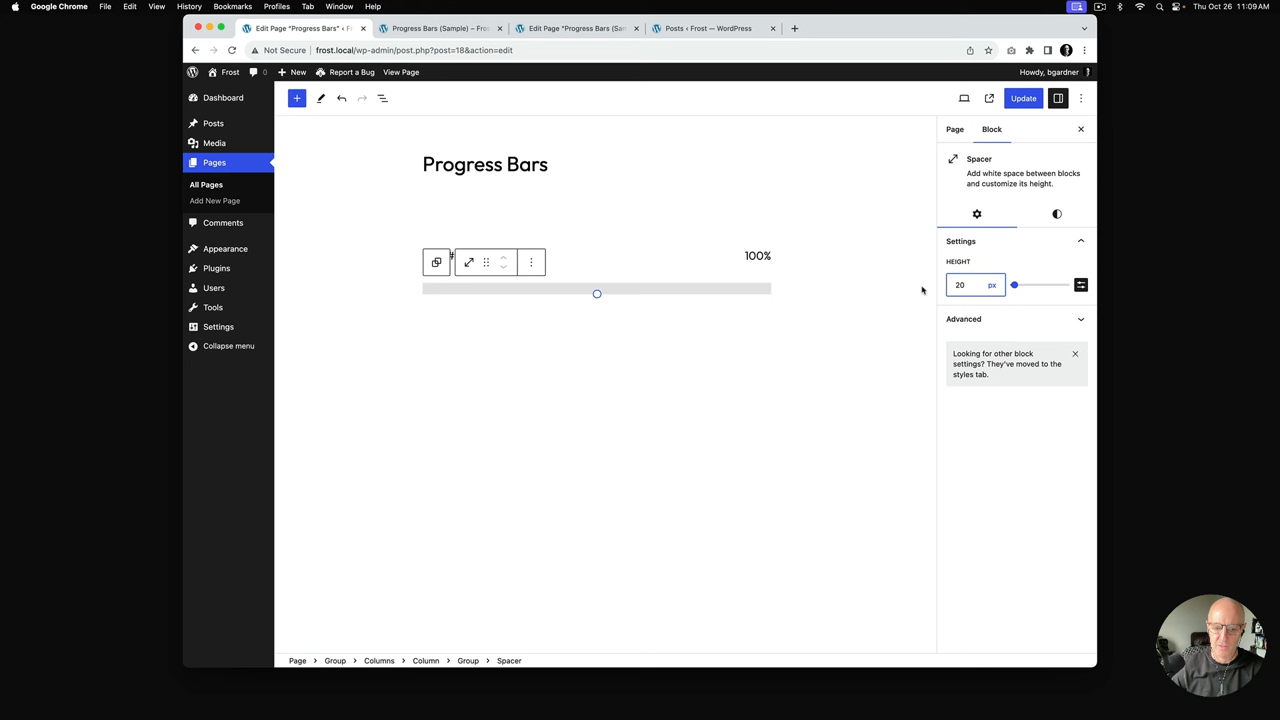 Google Chrome File Edit View History Bookmarks Profiles Tab Window Help Thu Oct 26 11:09 AM
Edit Page "Progress Bars" ‹ F Progress Bars (Sample) – Fro Edit Page "Progress Bars (Sam Posts ‹ Frost — WordPress
Not Secure frost.local/wp-admin/post.php?post=18&action=edit
Frost 0 New Report a Bug View Page Howdy, bgardner
Dashboard
Posts
Media
Pages
All Pages
Add New Page
Comments
Appearance
Plugins
Users
Tools
Settings
Collapse menu
Update
Progress Bars
#
100%
Page Block
Spacer
Add white space between blocks
and customize its height.
Settings
HEIGHT
20 px
Advanced
Looking for other block
settings? They've moved to the
styles tab.
Page Group Columns Column Group Spacer